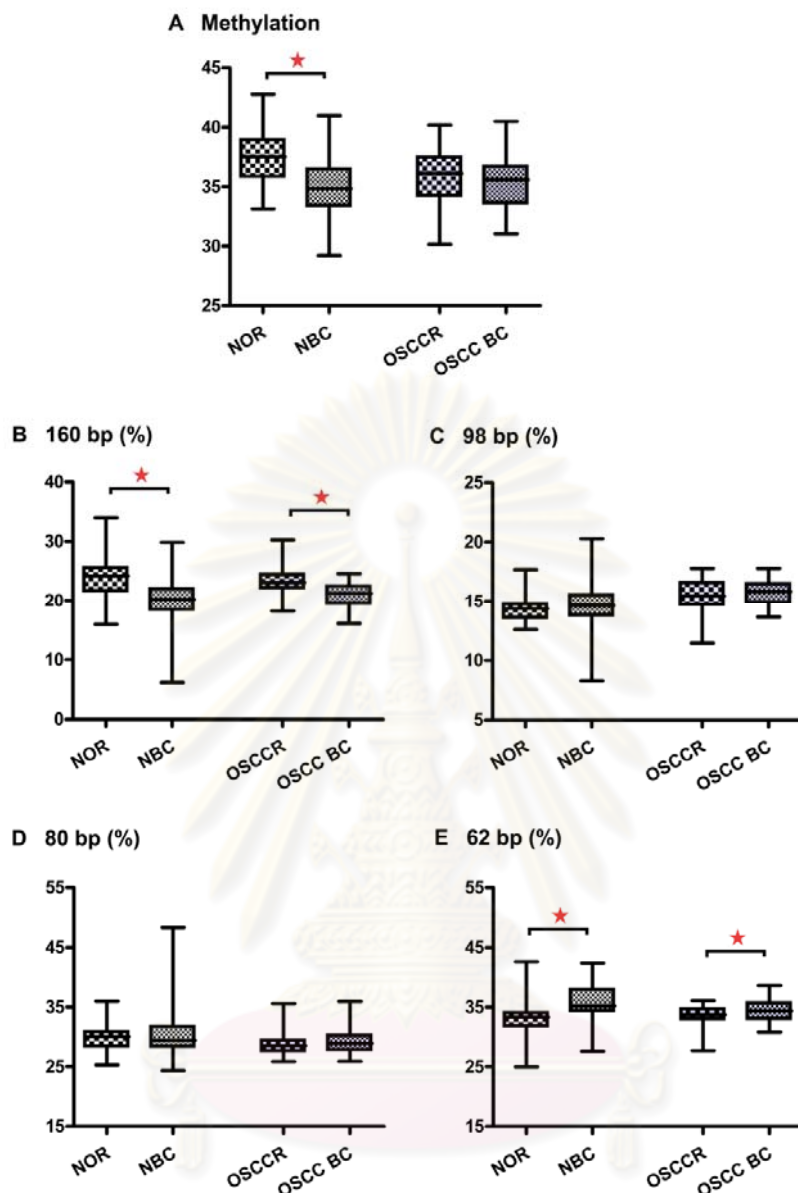 A Methylation
45
40
35
30
25
NOR
NBC
OSCCR
OSCC BC
B 160 bp (%)
40
30
20
10
0
NOR
NBC
OSCCR
OSCC BC
C 98 bp (%)
25
20
15
10
5
NOR
NBC
OSCCR
OSCC BC
D 80 bp (%)
55
45
35
25
15
NOR
NBC
OSCCR
OSCC BC
E 62 bp (%)
55
45
35
25
15
NOR
NBC
OSCCR
OSCC BC